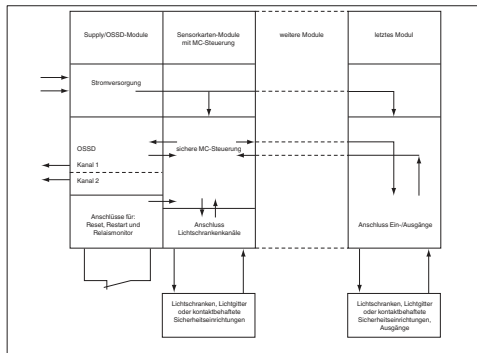 Supply/OSSD-Module
Sensorkarten-Module
mit MC-Steuerung
weitere Module
letztes Modul
Stromversorgung
OSSD
sichere MC-Steuerung
Kanal 1
Kanal 2
Anschlüsse für:
Reset, Restart und
Relaismonitor
Anschluss
Lichtschrankenkanäle
Anschluss Ein-/Ausgänge
Lichtschranken, Lichtgitter
oder kontaktbehaftete
Sicherheitseinrichtungen
Lichtschranken, Lichtgitter
oder kontaktbehaftete
Sicherheitseinrichtungen,
Ausgänge